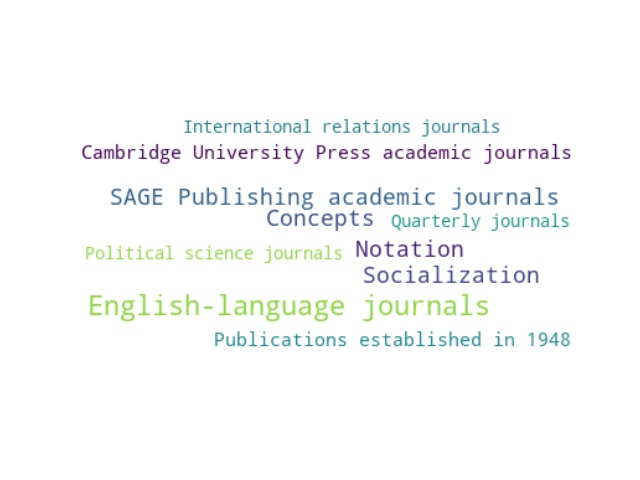 International relations journals
Cambridge University Press academic journals
SAGE Publishing academic journals
Concepts
Quarterly journals
Political science journals
Notation
Socialization
English-language journals
Publications established in 1948